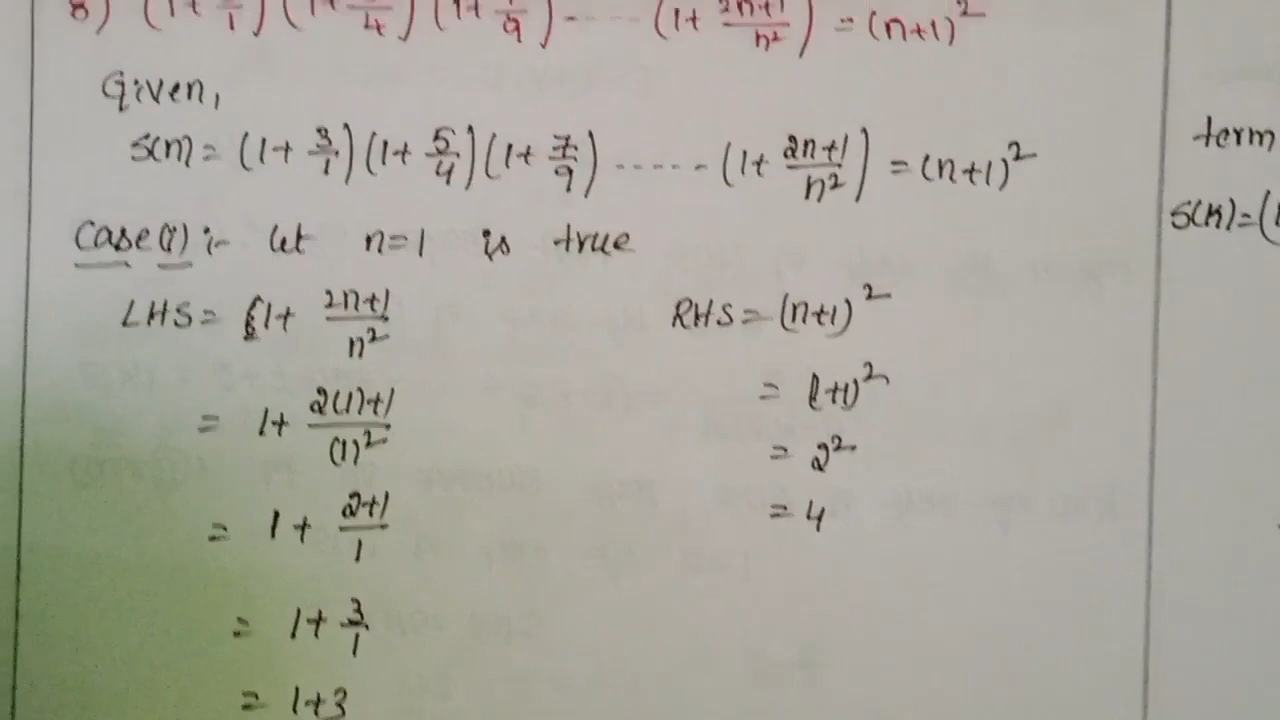 8) (1+ /1) (1+ /4) (1+ /9) ---- (1+ 2n+1/n²) = (n+1)²
Given,
S(n) = (1+ 3/1) (1+ 5/4) (1+ 7/9) ------ (1+ 2n+1/n²) = (n+1)²
Case(i) :- let n=1 is true
LHS = 1+ 2n+1/n²
= 1+ 2(1)+1/(1)²
= 1+ 2+1/1
= 1+ 3/1
= 1+3
RHS = (n+1)²
= (1+1)²
= 2²
= 4
term
S(k)=(